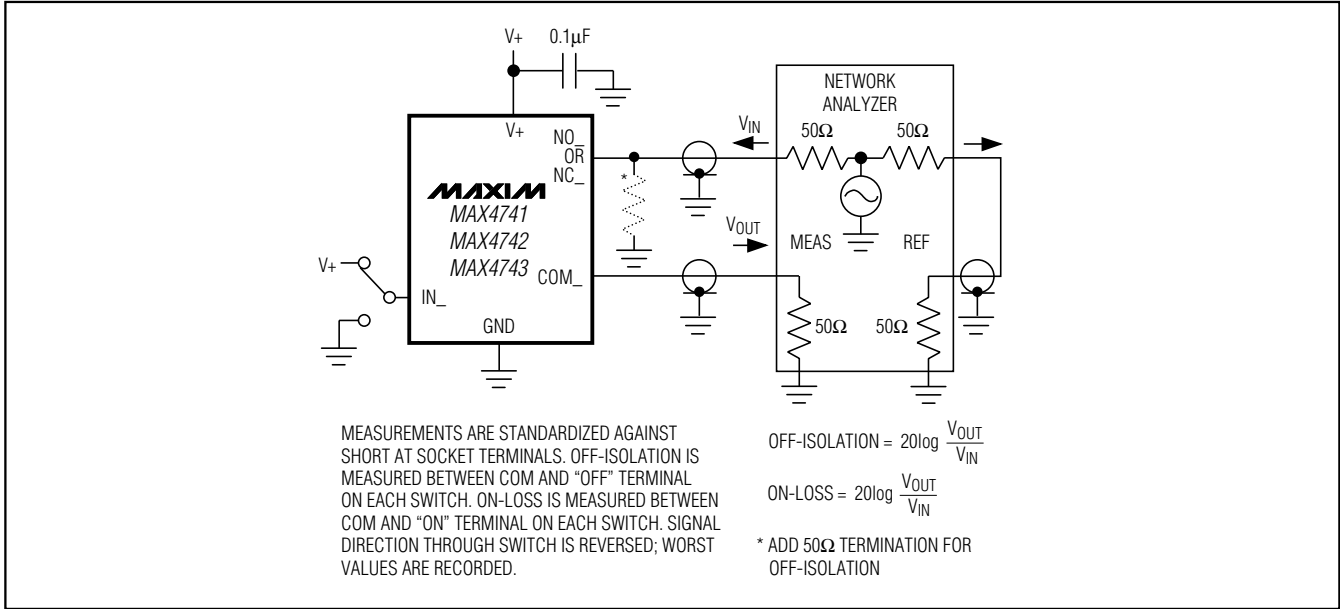 V+ 0.1μF
V+
NO_
OR
NC_
MAXIM
MAX4741
MAX4742
MAX4743
COM_
V+
IN_
GND
NETWORK
ANALYZER
VIN
50Ω 50Ω
*
VOUT
MEAS REF
50Ω 50Ω
MEASUREMENTS ARE STANDARDIZED AGAINST
SHORT AT SOCKET TERMINALS. OFF-ISOLATION IS
MEASURED BETWEEN COM AND “OFF” TERMINAL
ON EACH SWITCH. ON-LOSS IS MEASURED BETWEEN
COM AND “ON” TERMINAL ON EACH SWITCH. SIGNAL
DIRECTION THROUGH SWITCH IS REVERSED; WORST
VALUES ARE RECORDED.
OFF-ISOLATION = 20log VOUT
VIN
ON-LOSS = 20log VOUT
VIN
* ADD 50Ω TERMINATION FOR
OFF-ISOLATION